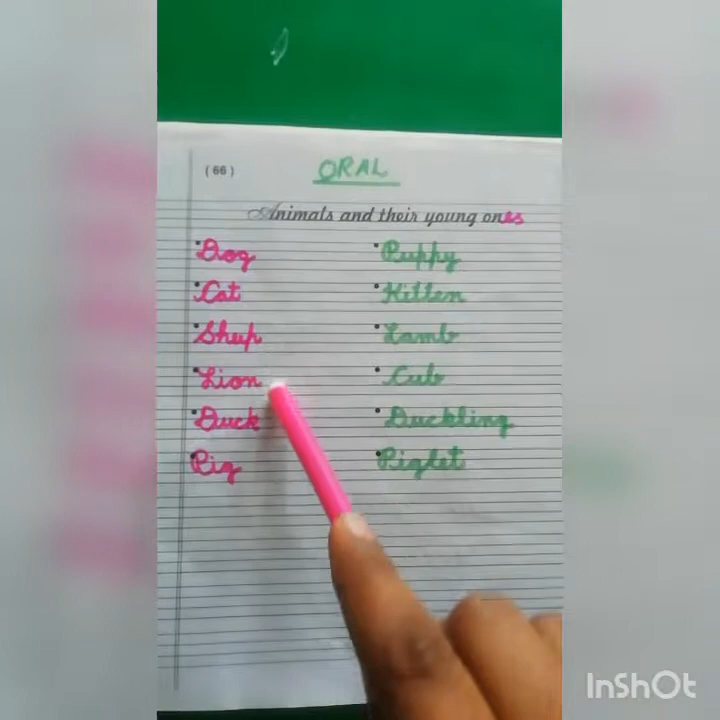 (66)
ORAL
Animals and their young ones
Dog Puppy
Cat Kitten
Sheep Lamb
Lion Cub
Duck Duckling
Pig Piglet
InShOt